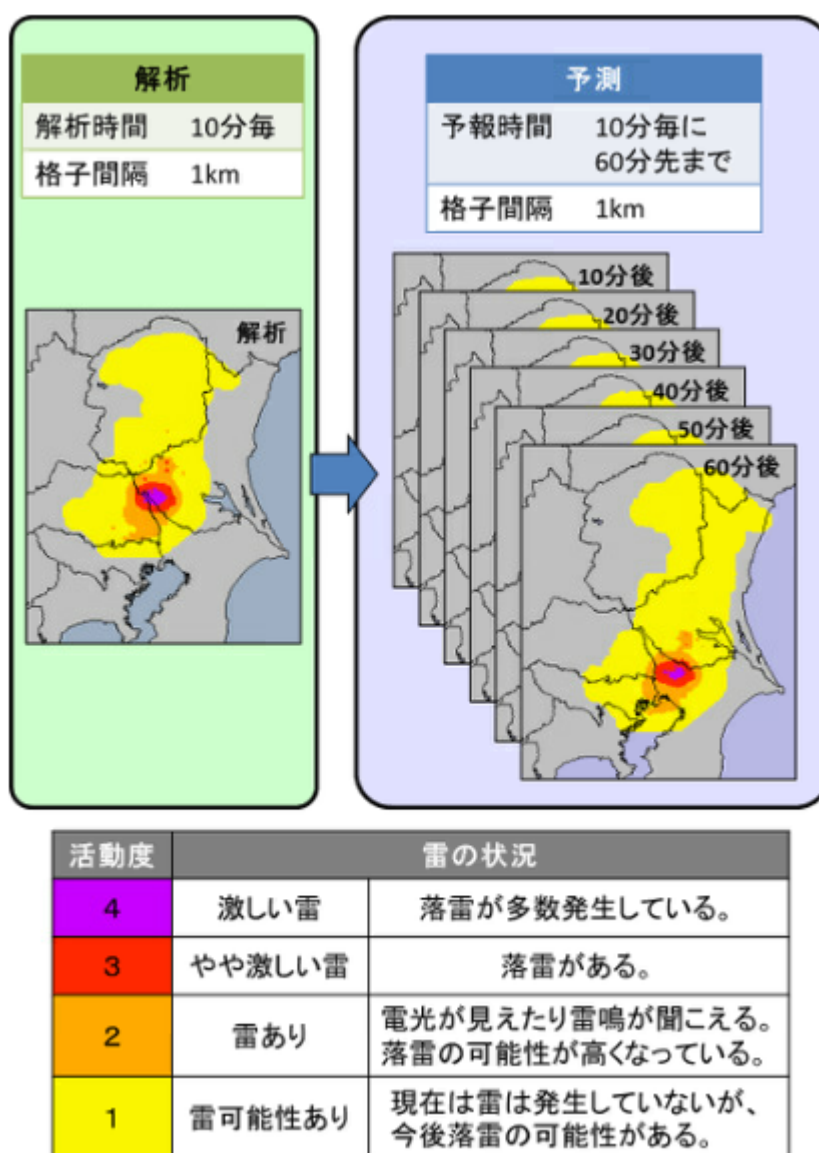 解析
解析時間 10分毎
格子間隔 1km
予測
予報時間 10分毎に
60分先まで
格子間隔 1km
解析
10分後
20分後
30分後
40分後
50分後
60分後
活動度 雷の状況
4 激しい雷 落雷が多数発生している。
3 やや激しい雷 落雷がある。
2 雷あり 電光が見えたり雷鳴が聞こえる。
落雷の可能性が高くなっている。
1 雷可能性あり 現在は雷は発生していないが、
今後落雷の可能性がある。